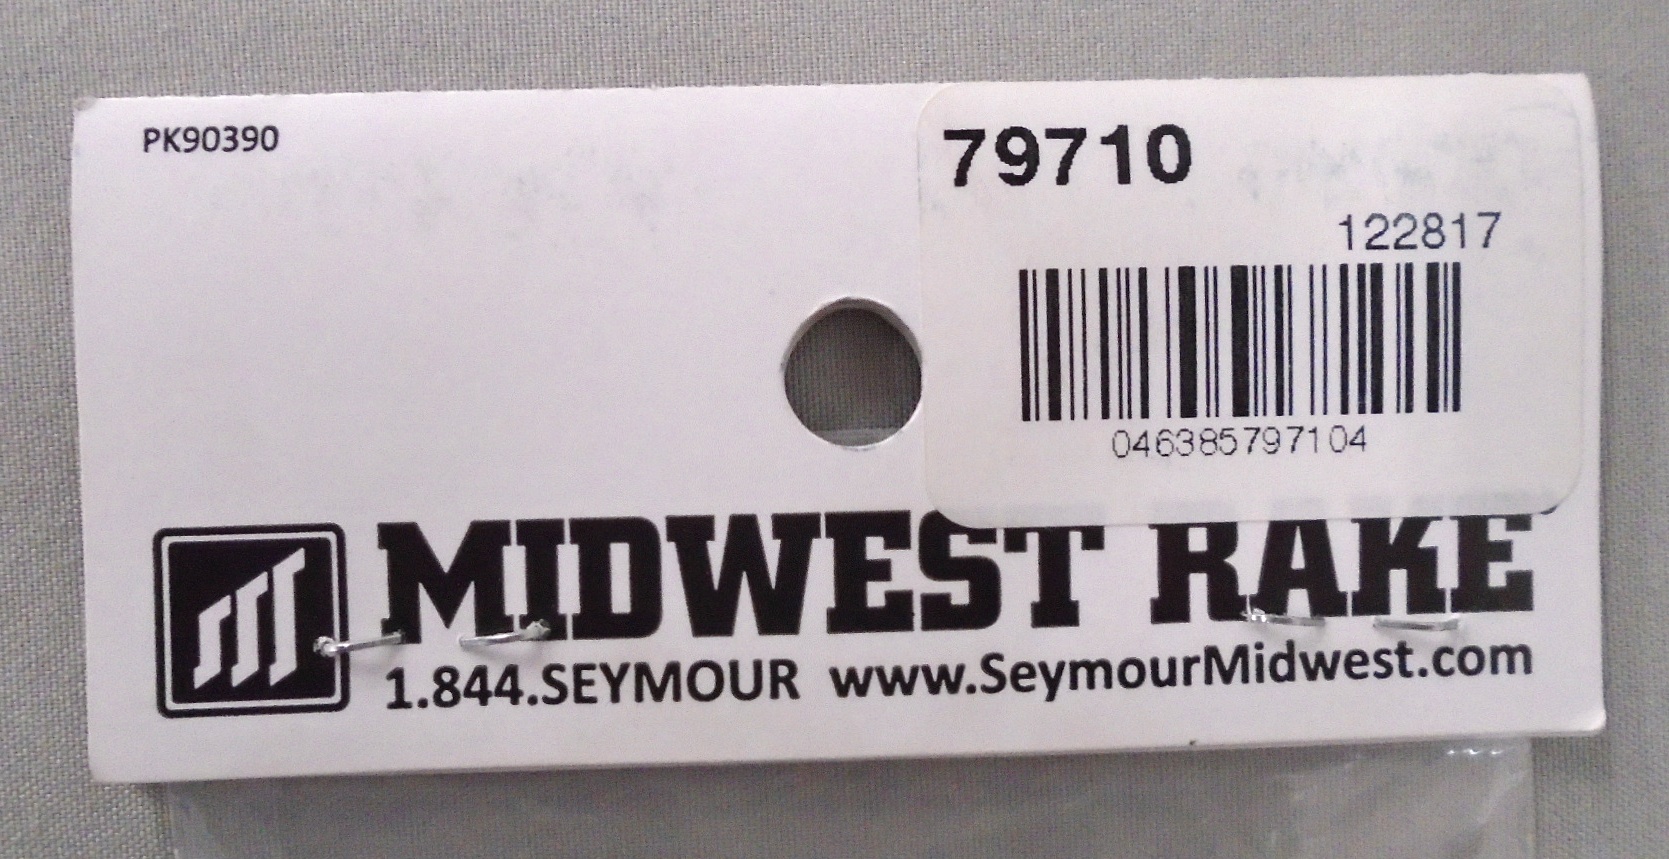 PK90390
79710
122817
046385797104
MIDWEST RAKE
1.844.SEYMOUR www.SeymourMidwest.com